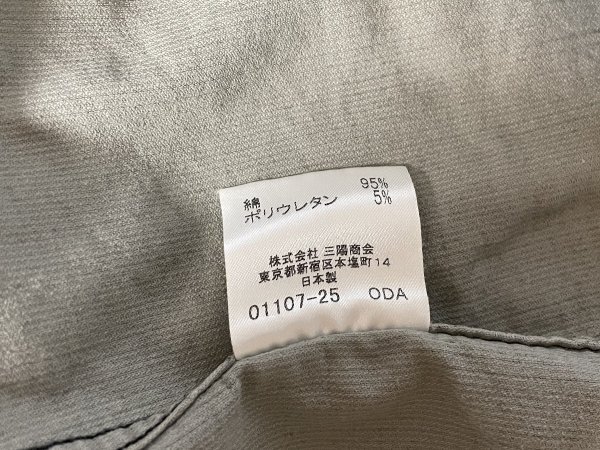 綿 95%
ポリウレタン 5%
株式会社 三陽商会
東京都新宿区本塩町14
日本製
01107-25 ODA